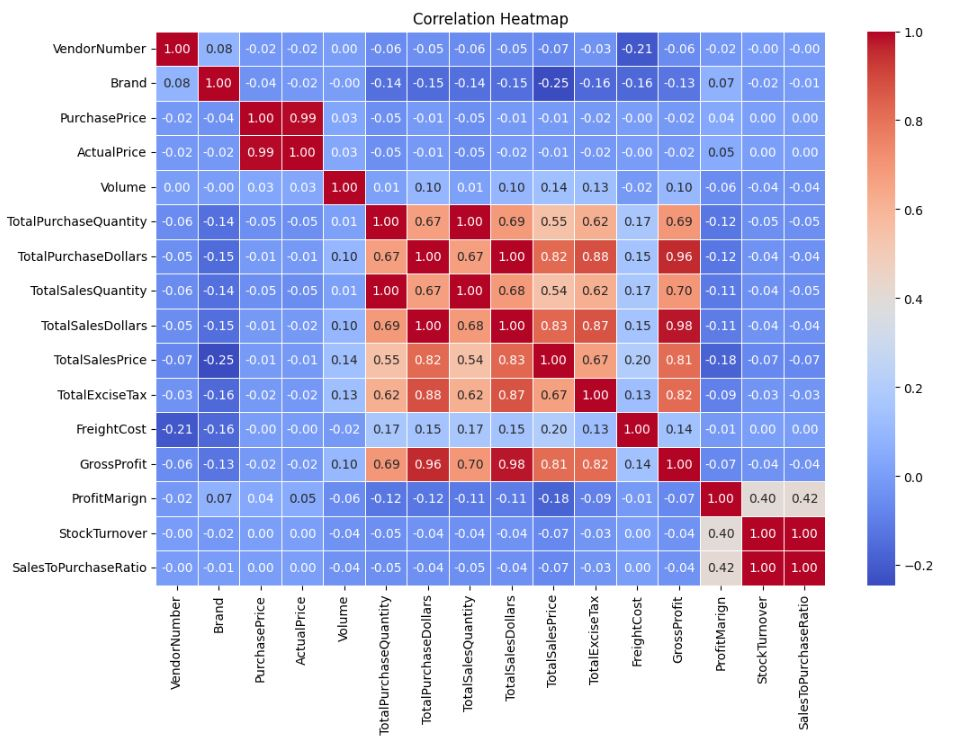 Correlation Heatmap
VendorNumber 1.00 0.08 -0.02 -0.02 0.00 -0.06 -0.05 -0.06 -0.05 -0.07 -0.03 -0.21 -0.06 -0.02 -0.00 -0.00
Brand 0.08 1.00 -0.04 -0.02 -0.00 -0.14 -0.15 -0.14 -0.15 -0.25 -0.16 -0.16 -0.13 0.07 -0.02 -0.01
PurchasePrice -0.02 -0.04 1.00 0.99 0.03 -0.05 -0.01 -0.05 -0.01 -0.01 -0.02 -0.00 -0.02 0.04 0.00 0.00
ActualPrice -0.02 -0.02 0.99 1.00 0.03 -0.05 -0.01 -0.05 -0.02 -0.01 -0.02 -0.00 -0.02 0.05 0.00 0.00
Volume 0.00 -0.00 0.03 0.03 1.00 0.01 0.10 0.01 0.10 0.14 0.13 -0.02 0.10 -0.06 -0.04 -0.04
TotalPurchaseQuantity -0.06 -0.14 -0.05 -0.05 0.01 1.00 0.67 1.00 0.69 0.55 0.62 0.17 0.69 -0.12 -0.05 -0.05
TotalPurchaseDollars -0.05 -0.15 -0.01 -0.01 0.10 0.67 1.00 0.67 1.00 0.82 0.88 0.15 0.96 -0.12 -0.04 -0.04
TotalSalesQuantity -0.06 -0.14 -0.05 -0.05 0.01 1.00 0.67 1.00 0.68 0.54 0.62 0.17 0.70 -0.11 -0.04 -0.05
TotalSalesDollars -0.05 -0.15 -0.01 -0.02 0.10 0.69 1.00 0.68 1.00 0.83 0.87 0.15 0.98 -0.11 -0.04 -0.04
TotalSalesPrice -0.07 -0.25 -0.01 -0.01 0.14 0.55 0.82 0.54 0.83 1.00 0.67 0.20 0.81 -0.18 -0.07 -0.07
TotalExciseTax -0.03 -0.16 -0.02 -0.02 0.13 0.62 0.88 0.62 0.87 0.67 1.00 0.13 0.82 -0.09 -0.03 -0.03
FreightCost -0.21 -0.16 -0.00 -0.00 -0.02 0.17 0.15 0.17 0.15 0.20 0.13 1.00 0.14 -0.01 0.00 0.00
GrossProfit -0.06 -0.13 -0.02 -0.02 0.10 0.69 0.96 0.70 0.98 0.81 0.82 0.14 1.00 -0.07 -0.04 -0.04
ProfitMarign -0.02 0.07 0.04 0.05 -0.06 -0.12 -0.12 -0.11 -0.11 -0.18 -0.09 -0.01 -0.07 1.00 0.40 0.42
StockTurnover -0.00 -0.02 0.00 0.00 -0.04 -0.05 -0.04 -0.04 -0.04 -0.07 -0.03 0.00 -0.04 0.40 1.00 1.00
SalesToPurchaseRatio -0.00 -0.01 0.00 0.00 -0.04 -0.05 -0.04 -0.05 -0.04 -0.07 -0.03 0.00 -0.04 0.42 1.00 1.00
VendorNumber
Brand
PurchasePrice
ActualPrice
Volume
TotalPurchaseQuantity
TotalPurchaseDollars
TotalSalesQuantity
TotalSalesDollars
TotalSalesPrice
TotalExciseTax
FreightCost
GrossProfit
ProfitMarign
StockTurnover
SalesToPurchaseRatio
1.0
0.8
0.6
0.4
0.2
0.0
−0.2